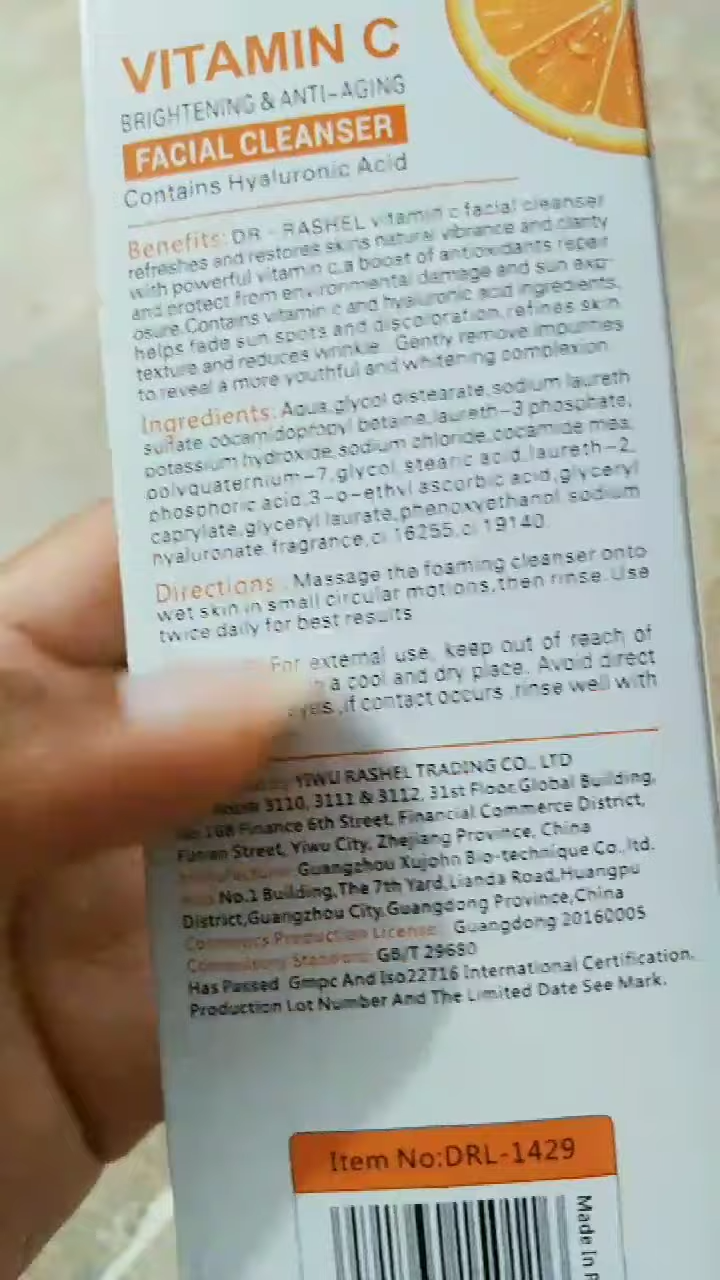 VITAMIN C
BRIGHTENING & ANTI-AGING
FACIAL CLEANSER
Contains Hyaluronic Acid
Benefits: DR - RASHEL vitamin c facial cleanser
refreshes and restores skins natural vibrance and clarity
with powerful vitamin c,a boost of antioxidants repair
and protect from environmental damage and sun exp-
osure.Contains vitamin c and hyaluronic acid ingredients,
helps fade sun spots and discoloration,refines skin
texture and reduces wrinkle. Gently remove impurities
to reveal a more youthful and whitening complexion.
Ingredients: Aqua,glycol distearate,sodium laureth
sulfate,cocamidopropyl betaine,laureth-3 phosphate,
potassium hydroxide,sodium chloride,cocamide mea,
polyquaternium-7,glycol stearic acid,laureth-2,
phosphoric acid,3-o-ethyl ascorbic acid,glyceryl
caprylate,glyceryl laurate,phenoxyethanol,sodium
hyaluronate,fragrance,ci 16255,ci 19140.
Directions: Massage the foaming cleanser onto
wet skin in small circular motions,then rinse.Use
twice daily for best results
For external use, keep out of reach of
a cool and dry place. Avoid direct
yes,if contact occurs ,rinse well with
YIWU RASHEL TRADING CO., LTD
3110, 3111 & 3112, 31st Floor,Global Building,
168 Finance 6th Street, Financial Commerce District,
Futian Street, Yiwu City, Zhejiang Province, China
Manufacturer: Guangzhou Xujohn Bio-technique Co.,ltd.
No.1 Building,The 7th Yard,Lianda Road,Huangpu
District,Guangzhou City,Guangdong Province,China
Cosmetics Production License: Guangdong 20160005
Standard: GB/T 29680
Has Passed Gmpc And Iso22716 International Certification.
Production Lot Number And The Limited Date See Mark.
Item No:DRL-1429
Made In